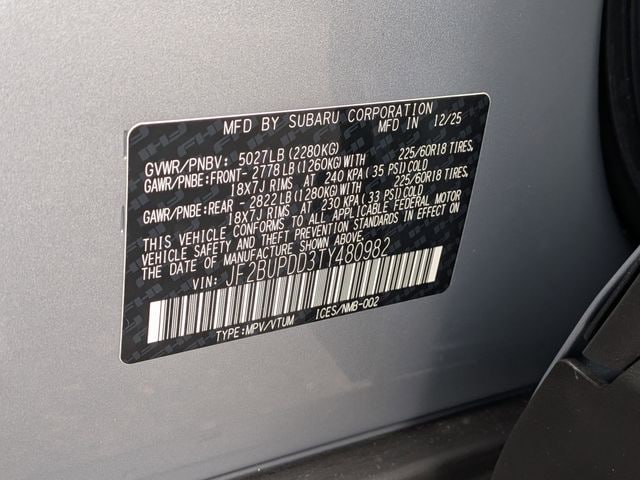 MFD BY SUBARU CORPORATION
MFD IN 12/25
GVWR/PNBV: 5027LB (2280KG)
GAWR/PNBE:FRONT- 2778LB (1260KG)WITH 225/60R18 TIRES,
18X7J RIMS AT 240 KPA (35 PSI)COLD
GAWR/PNBE:REAR - 2822LB (1280KG)WITH 225/60R18 TIRES,
18X7J RIMS AT 230 KPA (33 PSI)COLD
THIS VEHICLE CONFORMS TO ALL APPLICABLE FEDERAL MOTOR
VEHICLE SAFETY AND THEFT PREVENTION STANDARDS IN EFFECT ON
THE DATE OF MANUFACTURE SHOWN ABOVE.
VIN: JF2BUPDD3TY480982
TYPE:MPV/VTUM ICES/NMB-002